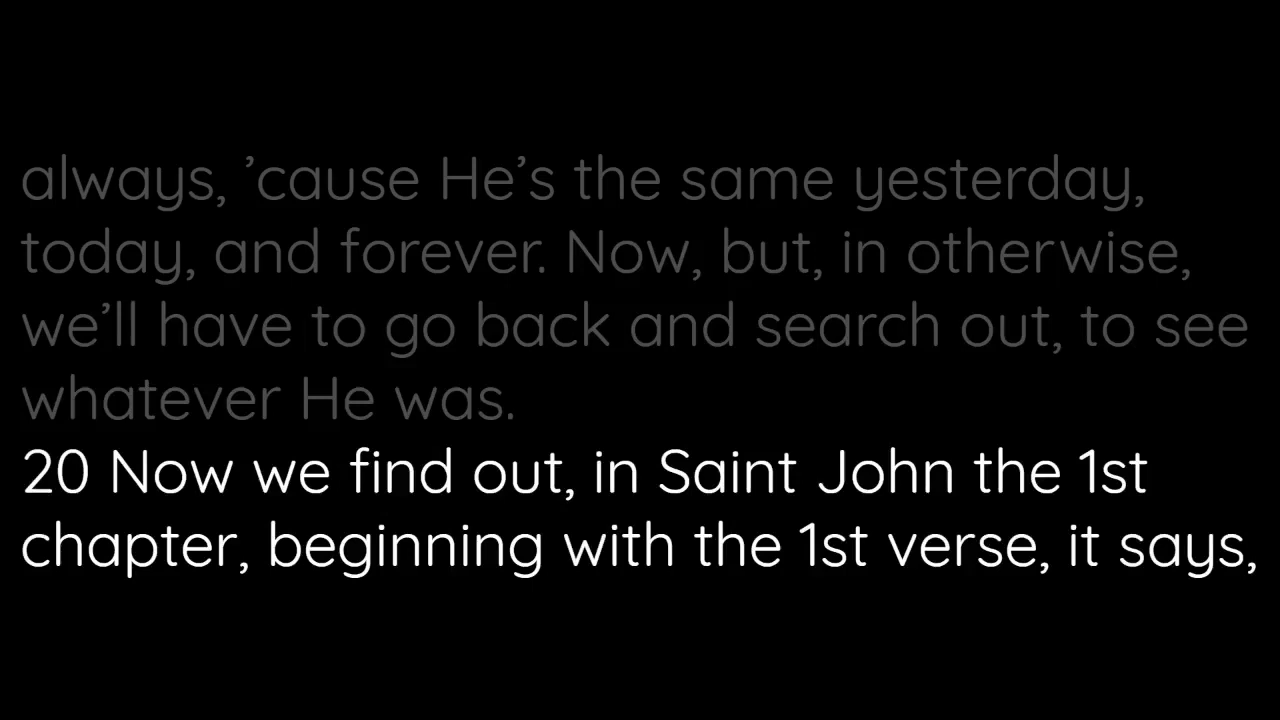 always, ’cause He’s the same yesterday,
today, and forever. Now, but, in otherwise,
we’ll have to go back and search out, to see
whatever He was.
20 Now we find out, in Saint John the 1st
chapter, beginning with the 1st verse, it says,